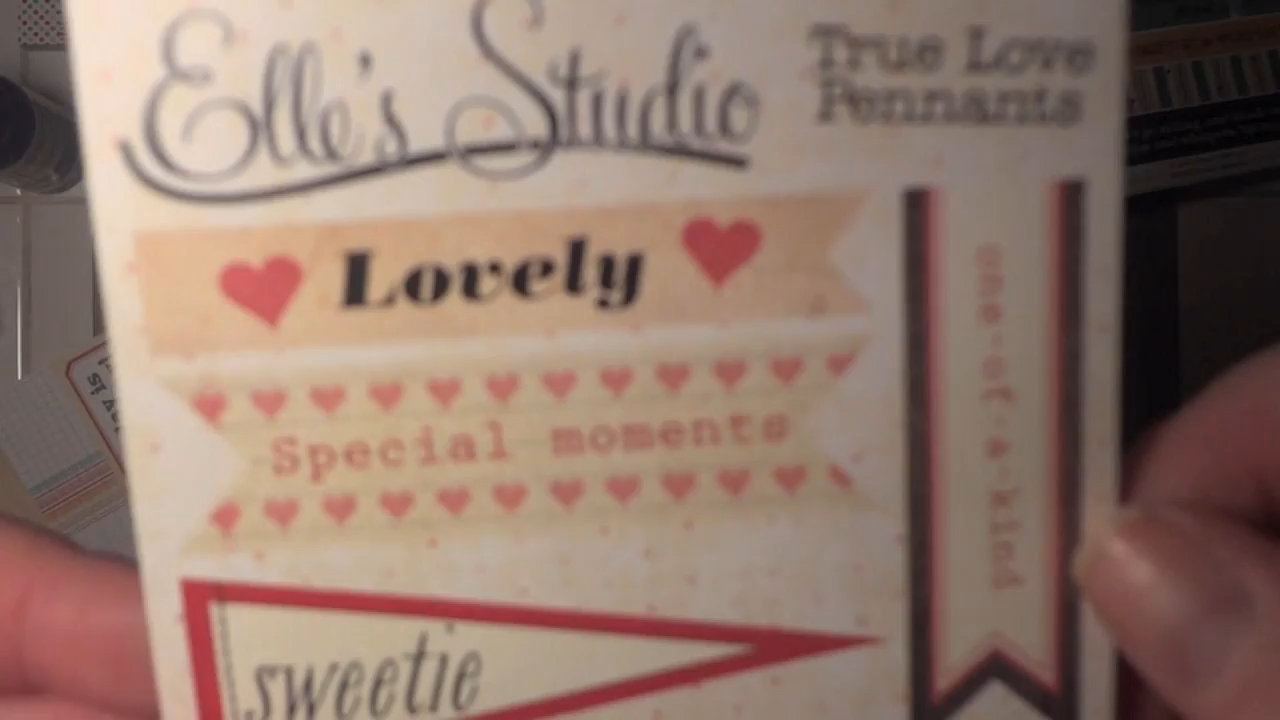 Elle's Studio
True Love
Pennants
Lovely
Special moments
one-of-a-kind
sweetie